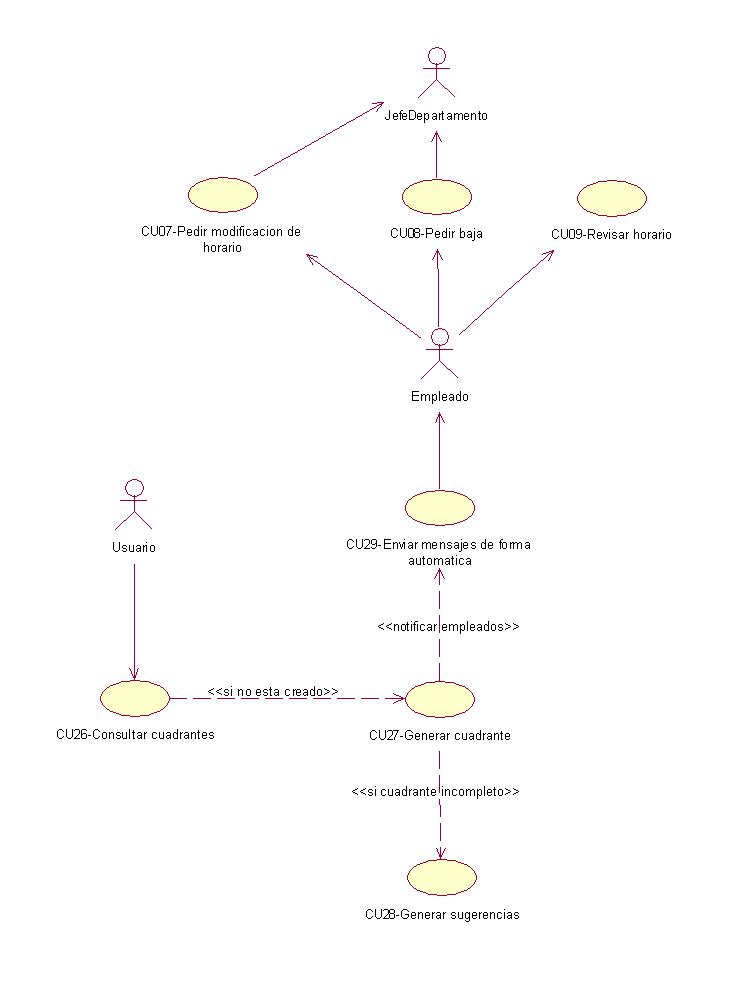 JefeDepartamento
CU07-Pedir modificacion de
horario
CU08-Pedir baja
CU09-Revisar horario
Empleado
Usuario
CU29-Enviar mensajes de forma
automatica
<<notificar empleados>>
<<si no esta creado>>
CU26-Consultar cuadrantes
CU27-Generar cuadrante
<<si cuadrante incompleto>>
CU28-Generar sugerencias